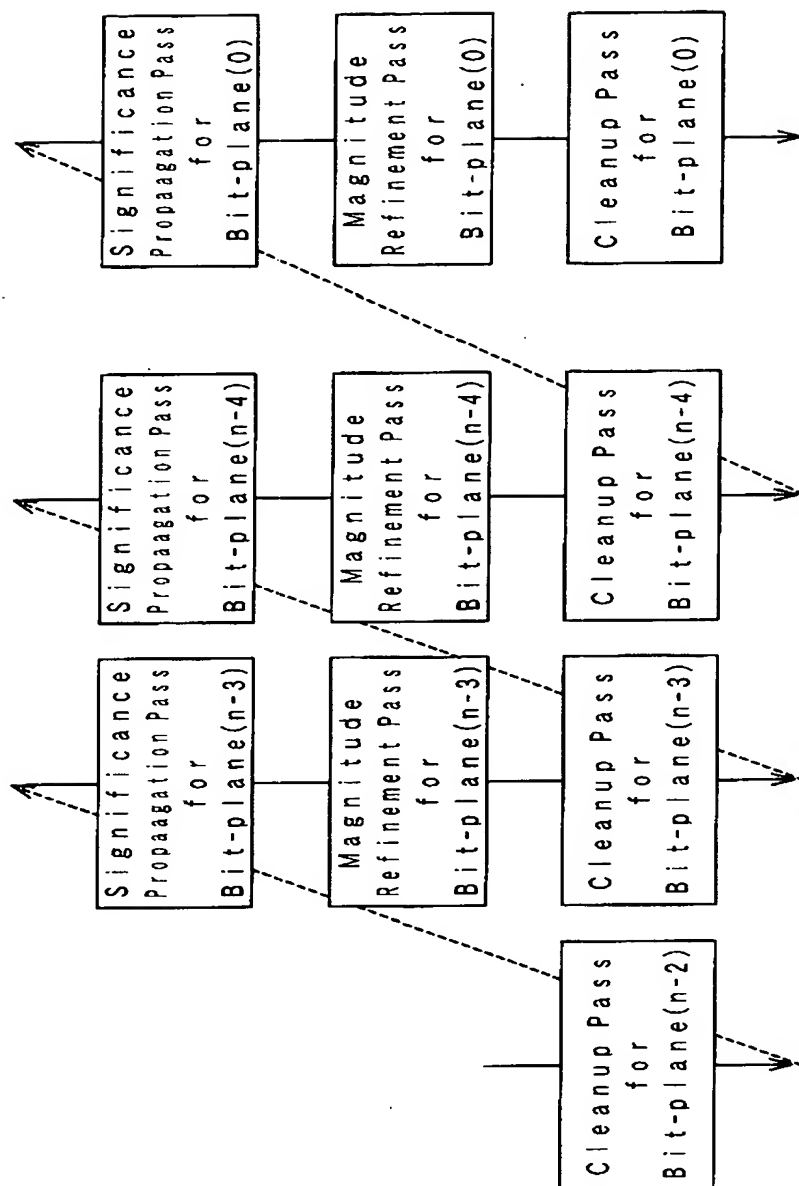 Cleanup Pass
for
Bit-plane(n-2)
Significance
Propaagation Pass
for
Bit-plane(n-3)
Magnitude
Refinement Pass
for
Bit-plane(n-3)
Cleanup Pass
for
Bit-plane(n-3)
Significance
Propaagation Pass
for
Bit-plane(n-4)
Magnitude
Refinement Pass
for
Bit-plane(n-4)
Cleanup Pass
for
Bit-plane(n-4)
Significance
Propaagation Pass
for
Bit-plane(0)
Magnitude
Refinement Pass
for
Bit-plane(0)
Cleanup Pass
for
Bit-plane(0)